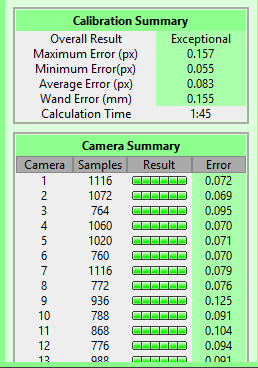 Calibration Summary
Overall Result Exceptional
Maximum Error (px) 0.157
Minimum Error(px) 0.055
Average Error (px) 0.083
Wand Error (mm) 0.155
Calculation Time 1:45
Camera Summary
Camera Samples Result Error
1 1116 0.072
2 1072 0.069
3 764 0.095
4 1060 0.070
5 1020 0.071
6 760 0.070
7 1116 0.079
8 772 0.076
9 936 0.125
10 788 0.091
11 868 0.104
12 776 0.094
13 988 0.091